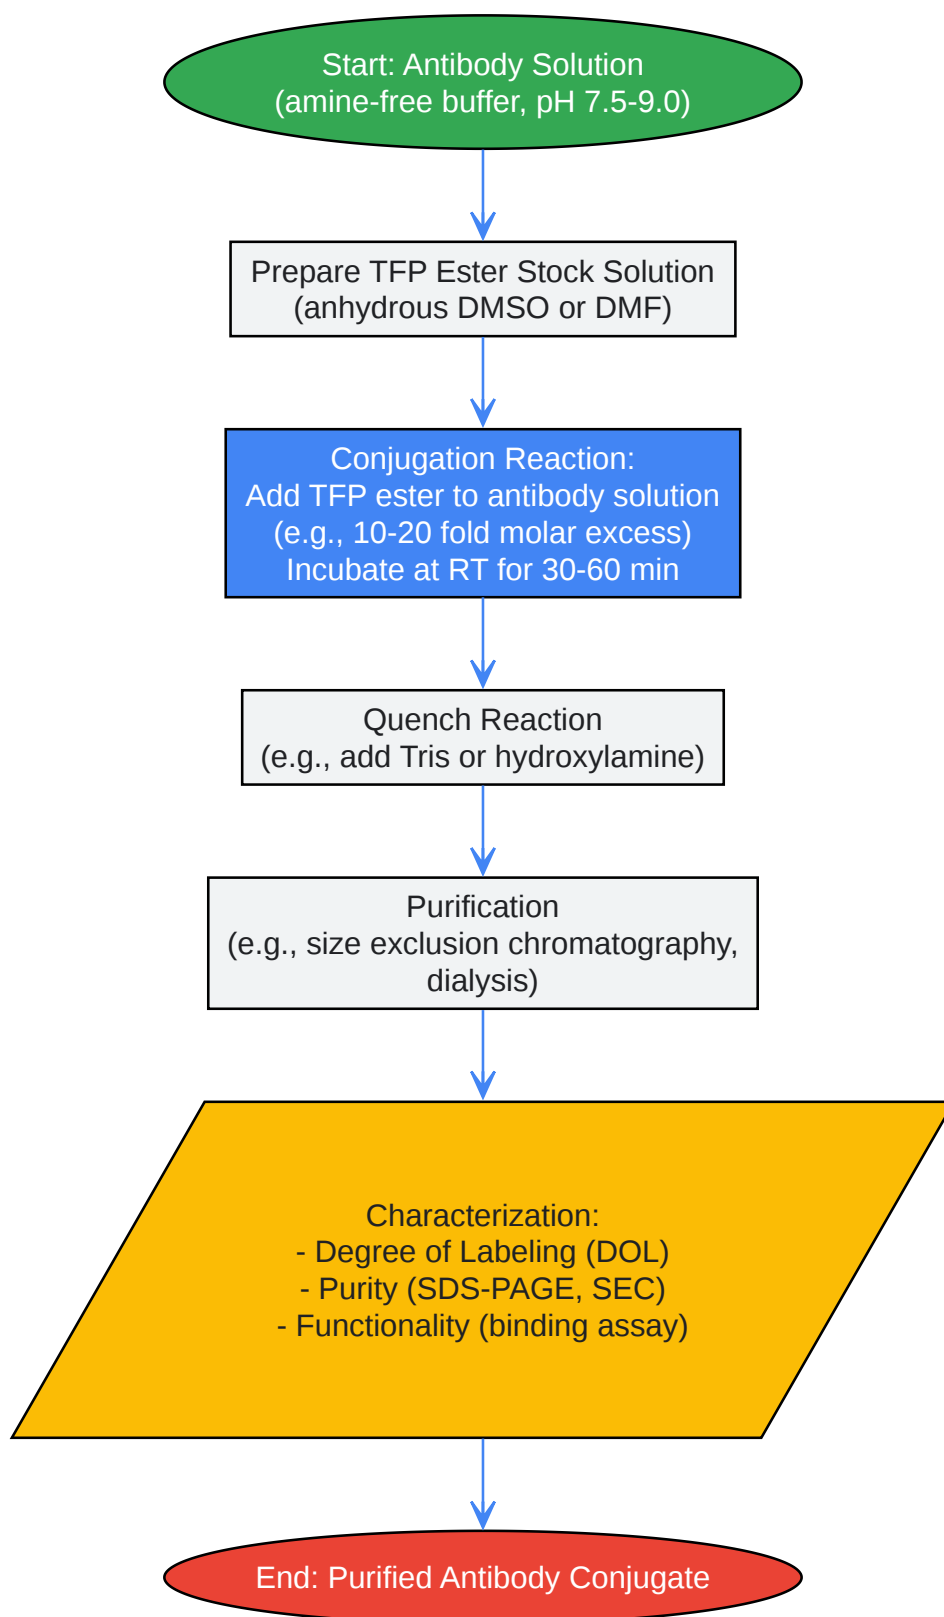 Start: Antibody Solution
(amine-free buffer, pH 7.5-9.0)
Prepare TFP Ester Stock Solution
(anhydrous DMSO or DMF)
Conjugation Reaction:
Add TFP ester to antibody solution
(e.g., 10-20 fold molar excess)
Incubate at RT for 30-60 min
Quench Reaction
(e.g., add Tris or hydroxylamine)
Purification
(e.g., size exclusion chromatography,
dialysis)
Characterization:
- Degree of Labeling (DOL)
- Purity (SDS-PAGE, SEC)
- Functionality (binding assay)
End: Purified Antibody Conjugate